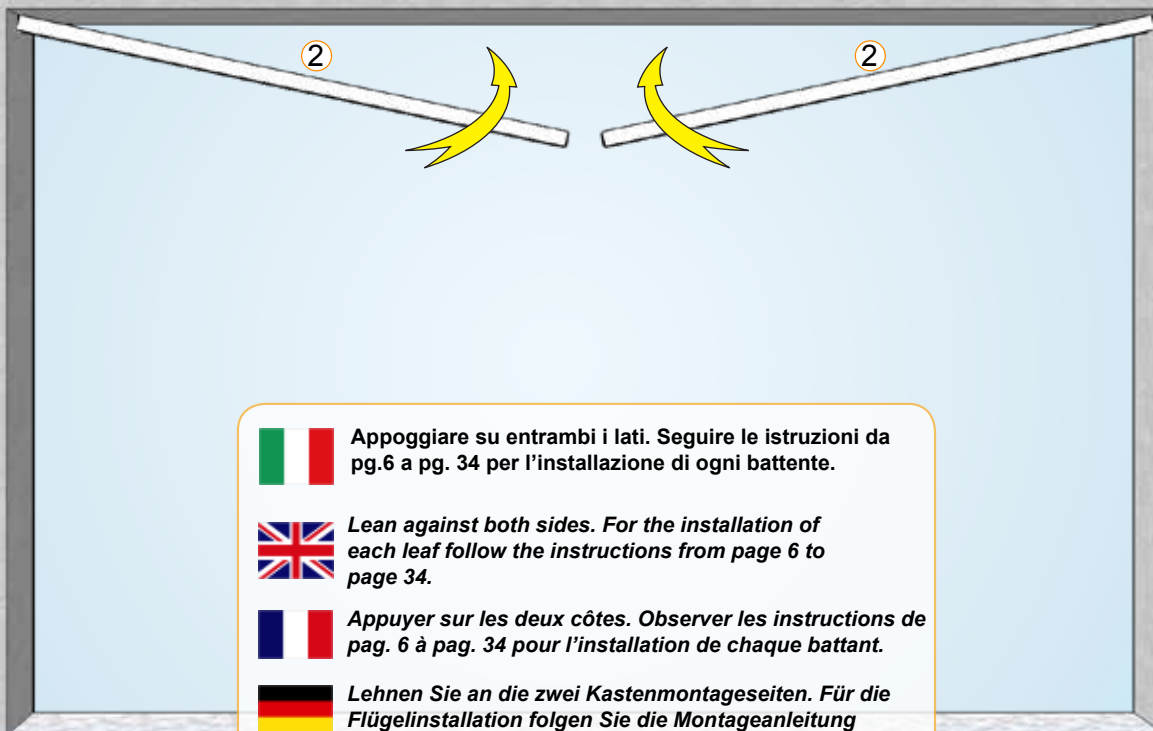 2 2
Appoggiare su entrambi i lati. Seguire le istruzioni da
pg.6 a pg. 34 per l’installazione di ogni battente.
Lean against both sides. For the installation of
each leaf follow the instructions from page 6 to
page 34.
Appuyer sur les deux côtes. Observer les instructions de
pag. 6 à pag. 34 pour l’installation de chaque battant.
Lehnen Sie an die zwei Kastenmontageseiten. Für die
Flügelinstallation folgen Sie die Montageanleitung